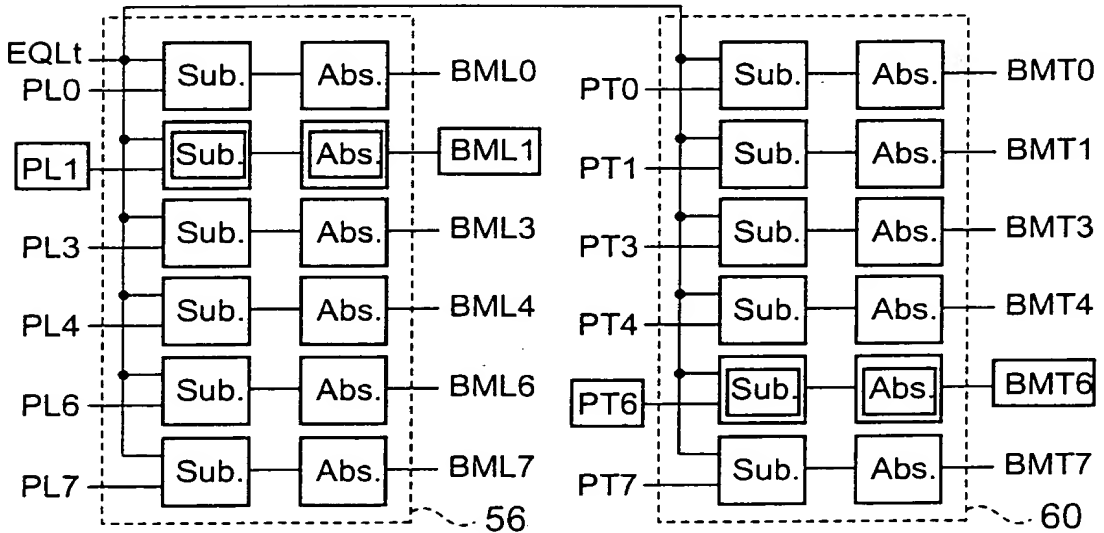 EQLt
PL0 Sub. Abs. BML0
PL1 Sub. Abs. BML1
PL3 Sub. Abs. BML3
PL4 Sub. Abs. BML4
PL6 Sub. Abs. BML6
PL7 Sub. Abs. BML7
56
PT0 Sub. Abs. BMT0
PT1 Sub. Abs. BMT1
PT3 Sub. Abs. BMT3
PT4 Sub. Abs. BMT4
PT6 Sub. Abs. BMT6
PT7 Sub. Abs. BMT7
60